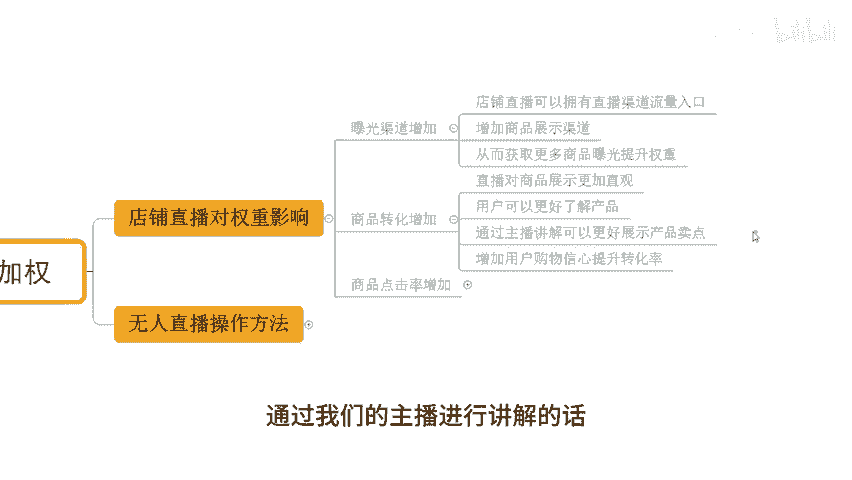 bilibili
店铺直播可以拥有直播渠道流量入口
曝光渠道增加
增加商品展示渠道
从而获取更多商品曝光提升权重
直播对商品展示更加直观
店铺直播对权重影响
商品转化增加
用户可以更好了解产品
通过主播讲解可以更好展示产品卖点
增加用户购物信心提升转化率
加权
商品点击率增加
无人直播操作方法
通过我们的主播进行讲解的话